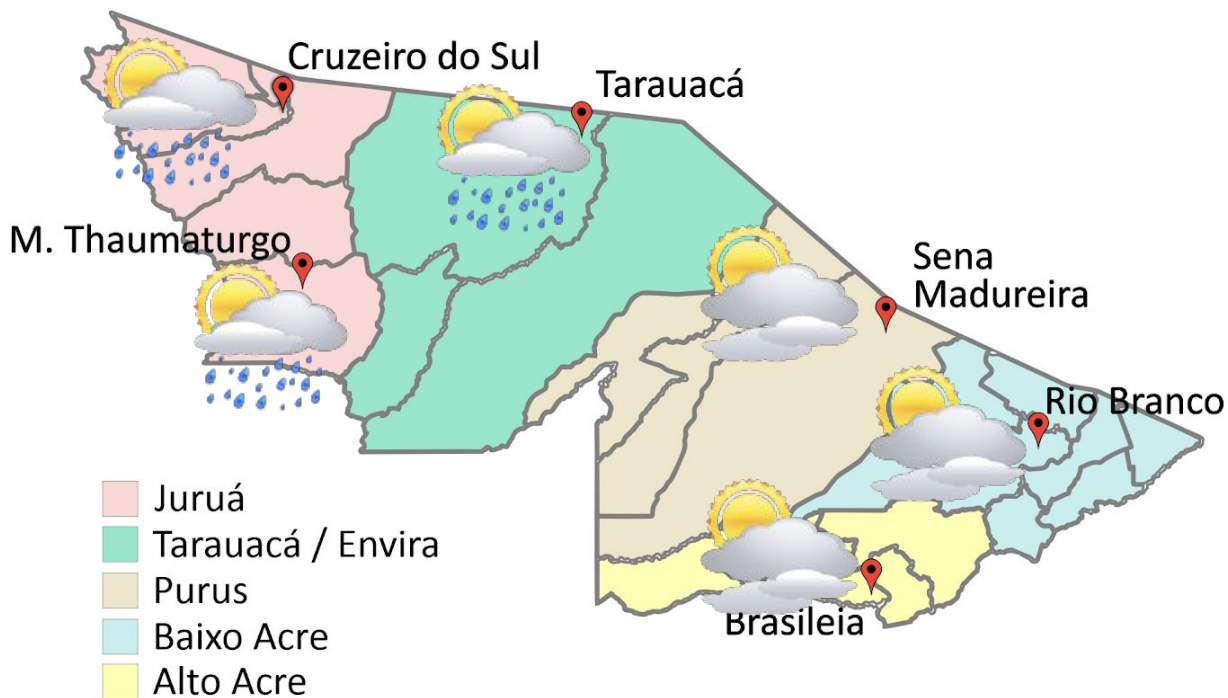 Cruzeiro do Sul
Tarauacá
M. Thaumaturgo
Sena
Madureira
Rio Branco
Brasileia
Juruá
Tarauacá / Envira
Purus
Baixo Acre
Alto Acre